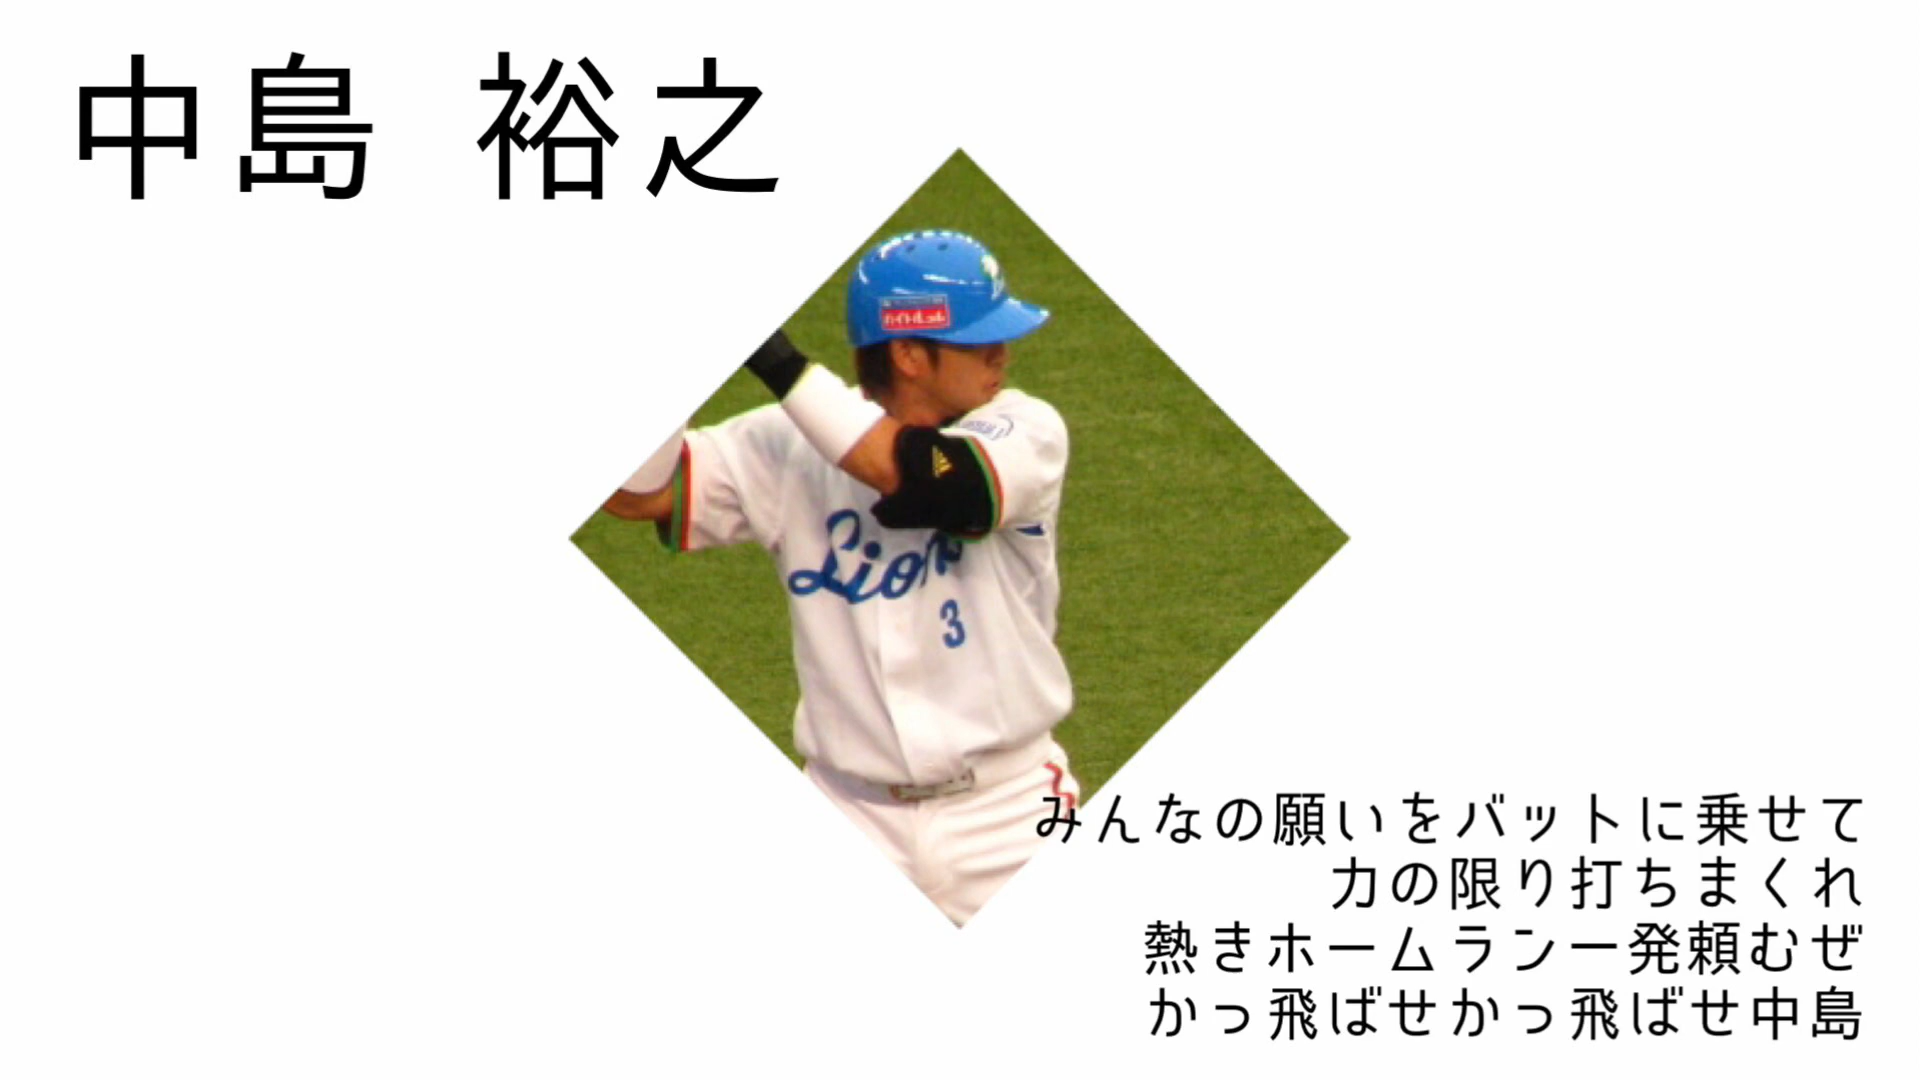 中島 裕之
Lion
3
みんなの願いをバットに乗せて
力の限り打ちまくれ
熱きホームラン一発頼むぜ
かっ飛ばせかっ飛ばせ中島